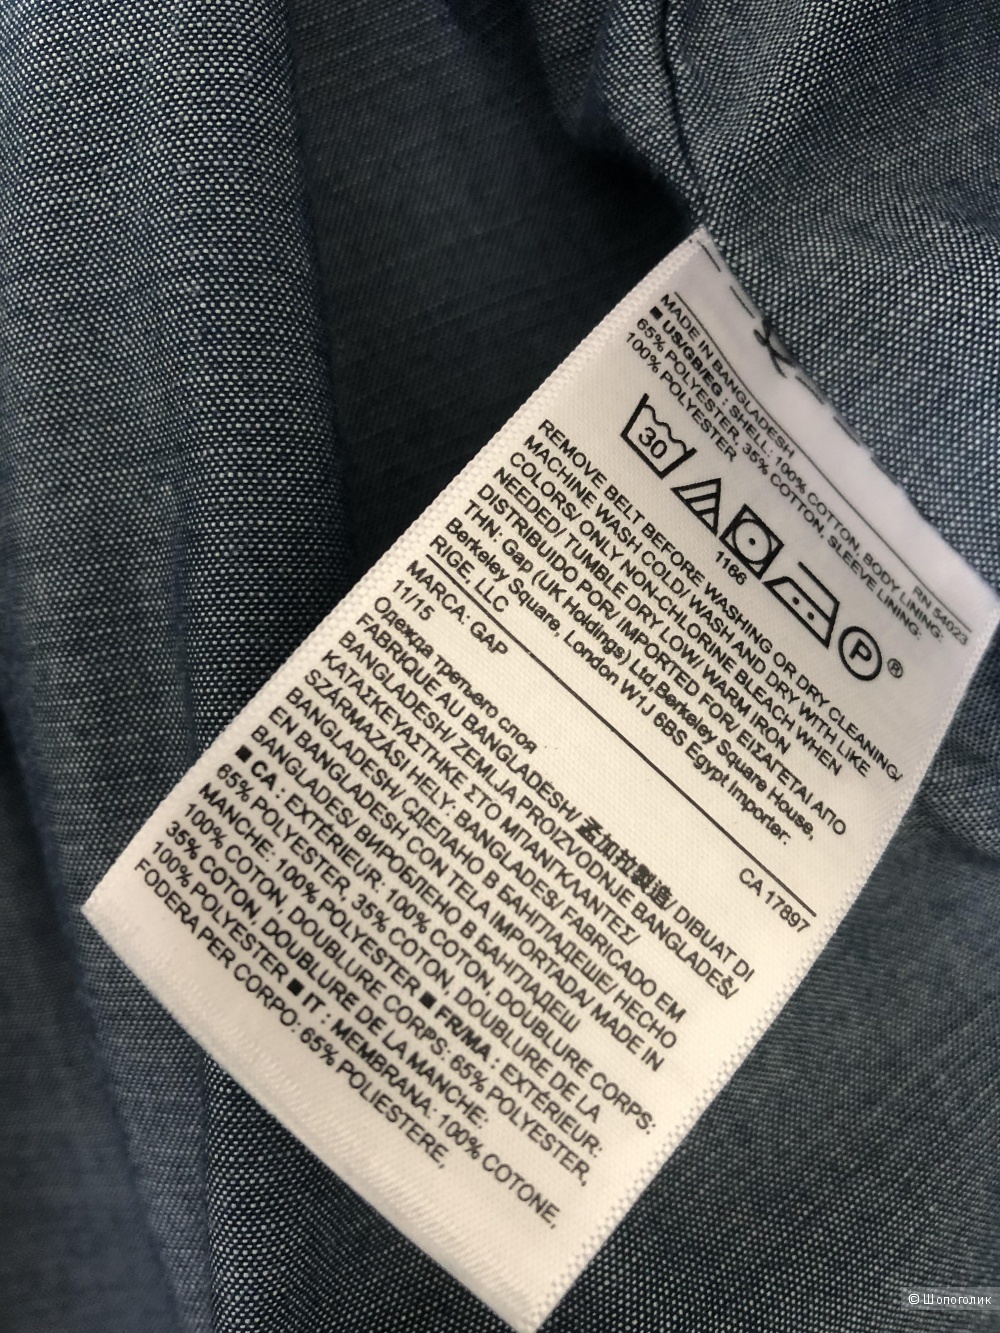 RN 54023
MADE IN BANGLADESH
■ US/GB/EG : SHELL: 100% COTTON, BODY LINING:
65% POLYESTER, 35% COTTON, SLEEVE LINING:
100% POLYESTER
30
P
®
1166
REMOVE BELT BEFORE WASHING OR DRY CLEANING/
MACHINE WASH COLD/ WASH AND DRY WITH LIKE
COLORS/ ONLY NON-CHLORINE BLEACH WHEN
NEEDED/ TUMBLE DRY LOW/ WARM IRON
DISTRIBUIDO POR/ IMPORTED FOR/ ΕΙΣΑΓΕΤΑΙ ΑΠΟ
ΤΗΝ: Gap (UK Holdings) Ltd,Berkeley Square House,
Berkeley Square, London W1J 6BS Egypt Importer:
RIGE, LLC
CA 17897
MARCA: GAP
11/15
Одежда третьего слоя
FABRIQUÉ AU BANGLADESH/ 孟加拉製造/ DIBUAT DI
BANGLADESH/ ZEMLJA PROIZVODNJE BANGLADEŠ/
ΚΑΤΑΣΚΕΥΑΣΤΗΚΕ ΣΤΟ ΜΠΑΝΓΚΛΑΝΤΕΣ/
SZÁRMAZÁSI HELY: BANGLADES/ FABRICADO EM
BANGLADESH/ СДЕЛАНО В БАНГЛАДЕШЕ/ HECHO
EN BANGLADESH CON TELA IMPORTADA/ MADE IN
BANGLADES/ ВИРОБЛЕНО В БАНГЛАДЕШ
■ CA : EXTÉRIEUR: 100% COTON, DOUBLURE CORPS:
65% POLYESTER, 35% COTON, DOUBLURE DE LA
MANCHE: 100% POLYESTER ■ FR/MA : EXTÉRIEUR:
100% COTON, DOUBLURE CORPS: 65% POLYESTER,
35% COTON, DOUBLURE DE LA MANCHE:
100% POLYESTER ■ IT : MEMBRANA: 100% COTONE,
FODERA PER CORPO: 65% POLIESTERE,
© Шопоголик